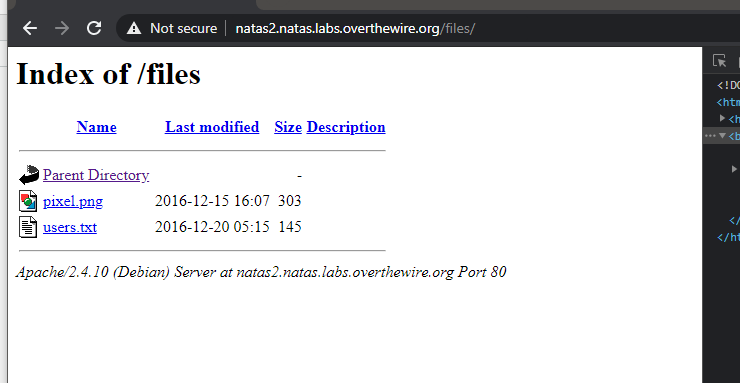 Not secure | natas2.natas.labs.overthewire.org/files/
Index of /files
Name Last modified Size Description
Parent Directory -
pixel.png 2016-12-15 16:07 303
users.txt 2016-12-20 05:15 145
Apache/2.4.10 (Debian) Server at natas2.natas.labs.overthewire.org Port 80
<!DO
<htm
<h
<b
</
</ht